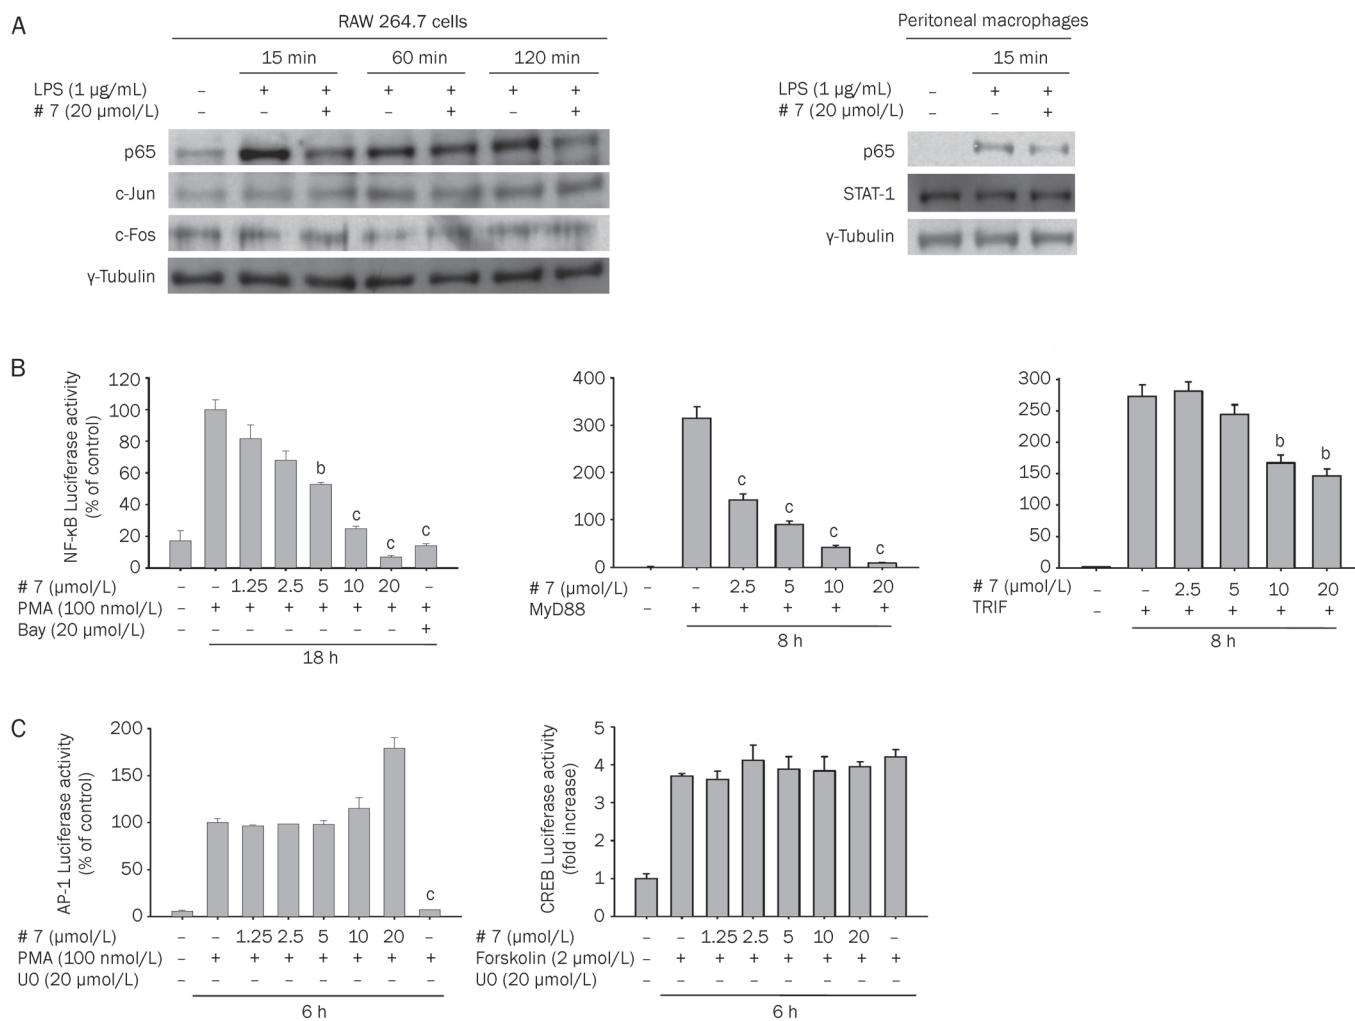 A
RAW 264.7 cells
15 min 60 min 120 min
LPS (1 μg/mL) – + + + + + +
# 7 (20 μmol/L) – – + – + – +
p65
c-Jun
c-Fos
γ-Tubulin
Peritoneal macrophages
15 min
LPS (1 μg/mL) – + +
# 7 (20 μmol/L) – – +
p65
STAT-1
γ-Tubulin
B
NF-κB Luciferase activity
(% of control)
120
100
80
60
40
20
0
b
c
c
c
# 7 (μmol/L) – – 1.25 2.5 5 10 20 –
PMA (100 nmol/L) – + + + + + + +
Bay (20 μmol/L) – – – – – – – +
18 h
400
300
200
100
0
c
c
c
c
# 7 (μmol/L) – – 2.5 5 10 20
MyD88 – + + + + +
8 h
300
250
200
150
100
50
0
b
b
# 7 (μmol/L) – – 2.5 5 10 20
TRIF – + + + + +
8 h
C
AP-1 Luciferase activity
(% of control)
200
150
100
50
0
c
# 7 (μmol/L) – – 1.25 2.5 5 10 20 –
PMA (100 nmol/L) – + + + + + + +
U0 (20 μmol/L) – – – – – – – –
6 h
CREB Luciferase activity
(fold increase)
5
4
3
2
1
0
# 7 (μmol/L) – – 1.25 2.5 5 10 20 –
Forskolin (2 μmol/L) – + + + + + + +
U0 (20 μmol/L) – – – – – – – –
6 h